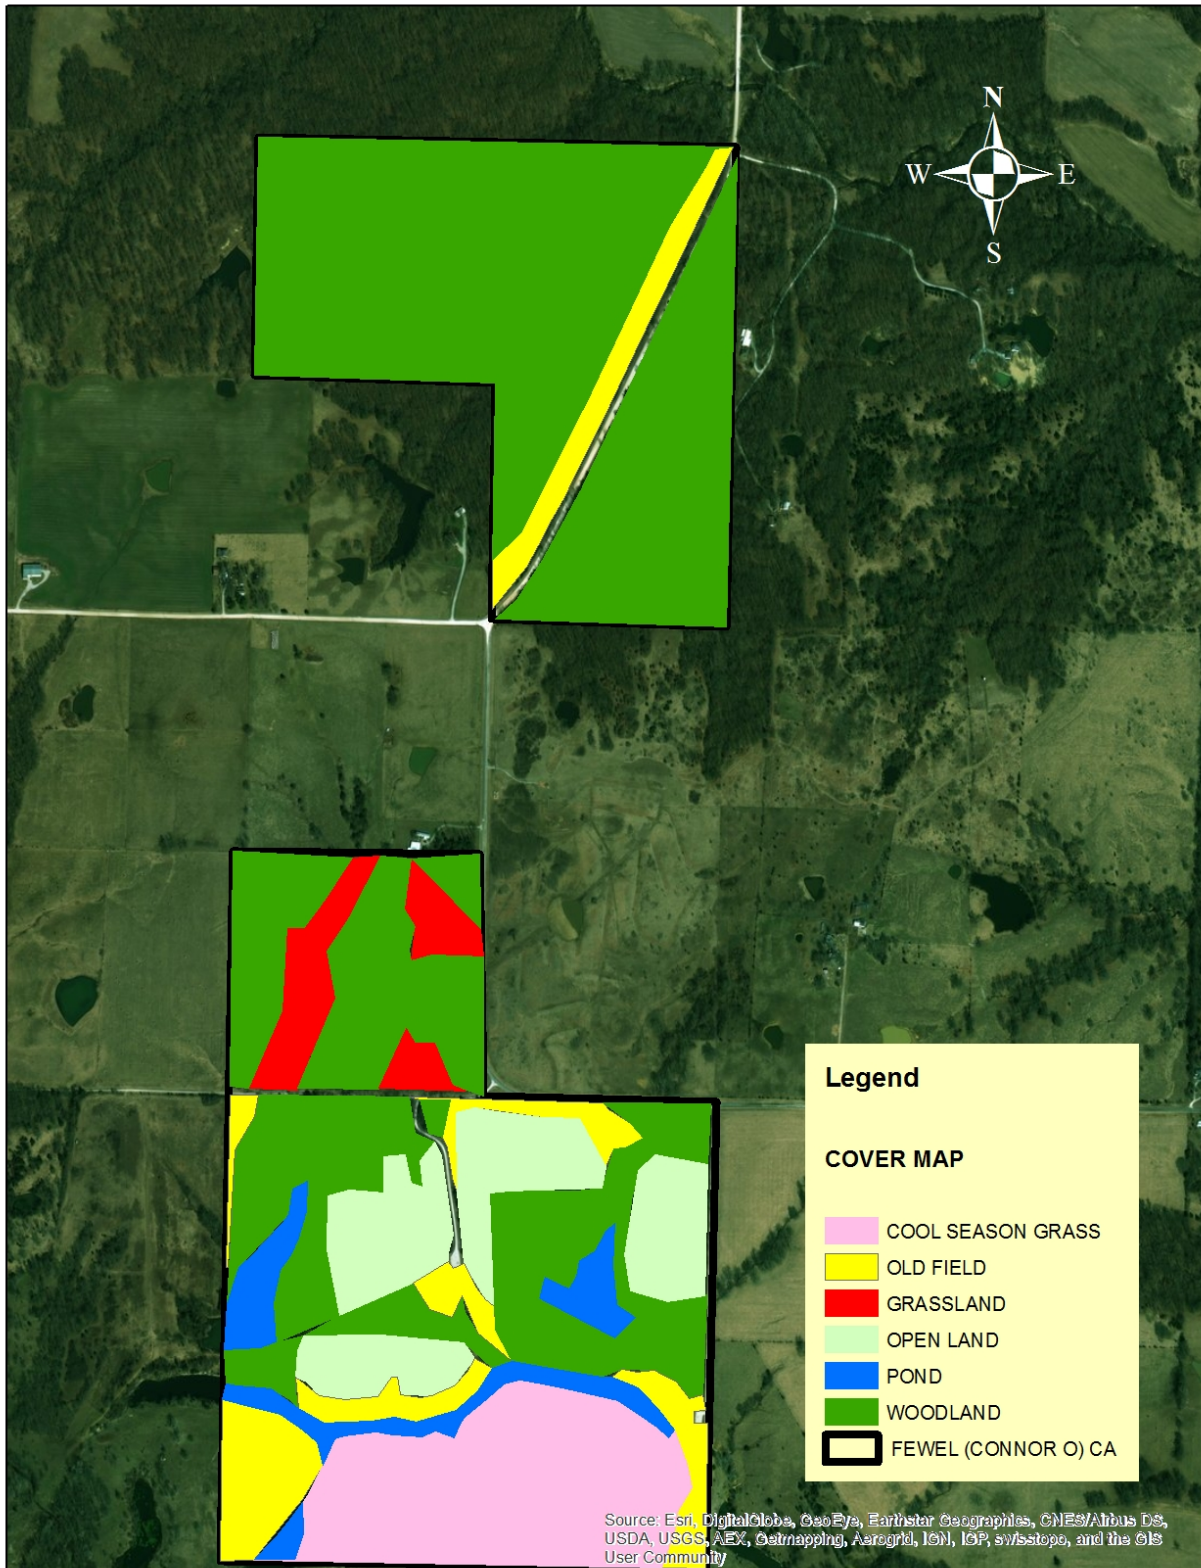 N
W E
S
Legend
COVER MAP
COOL SEASON GRASS
OLD FIELD
GRASSLAND
OPEN LAND
POND
WOODLAND
FEWEL (CONNOR O) CA
Source: Esri, DigitalGlobe, GeoEye, Earthstar Geographics, CNES/Airbus DS,
USDA, USGS, AEX, Getmapping, Aerogrid, IGN, IGP, swisstopo, and the GIS
User Community